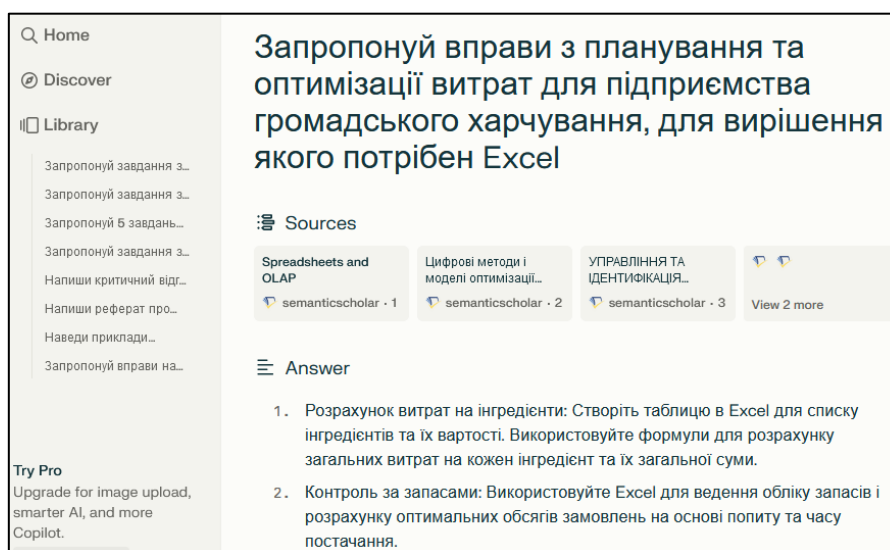 Home
Discover
Library
Запропонуй завдання з...
Запропонуй завдання з...
Запропонуй 5 завдань...
Запропонуй завдання з...
Напиши критичний відг...
Напиши реферат про...
Наведи приклади...
Запропонуй вправи на...
Try Pro
Upgrade for image upload,
smarter AI, and more
Copilot.
Запропонуй вправи з планування та
оптимізації витрат для підприємства
громадського харчування, для вирішення
якого потрібен Excel
Sources
Spreadsheets and
OLAP
semanticscholar · 1
Цифрові методи і
моделі оптимізації...
semanticscholar · 2
УПРАВЛІННЯ ТА
ІДЕНТИФІКАЦІЯ...
semanticscholar · 3
View 2 more
Answer
1. Розрахунок витрат на інгредієнти: Створіть таблицю в Excel для списку
інгредієнтів та їх вартості. Використовуйте формули для розрахунку
загальних витрат на кожен інгредієнт та їх загальної суми.
2. Контроль за запасами: Використовуйте Excel для ведення обліку запасів і
розрахунку оптимальних обсягів замовлень на основі попиту та часу
постачання.